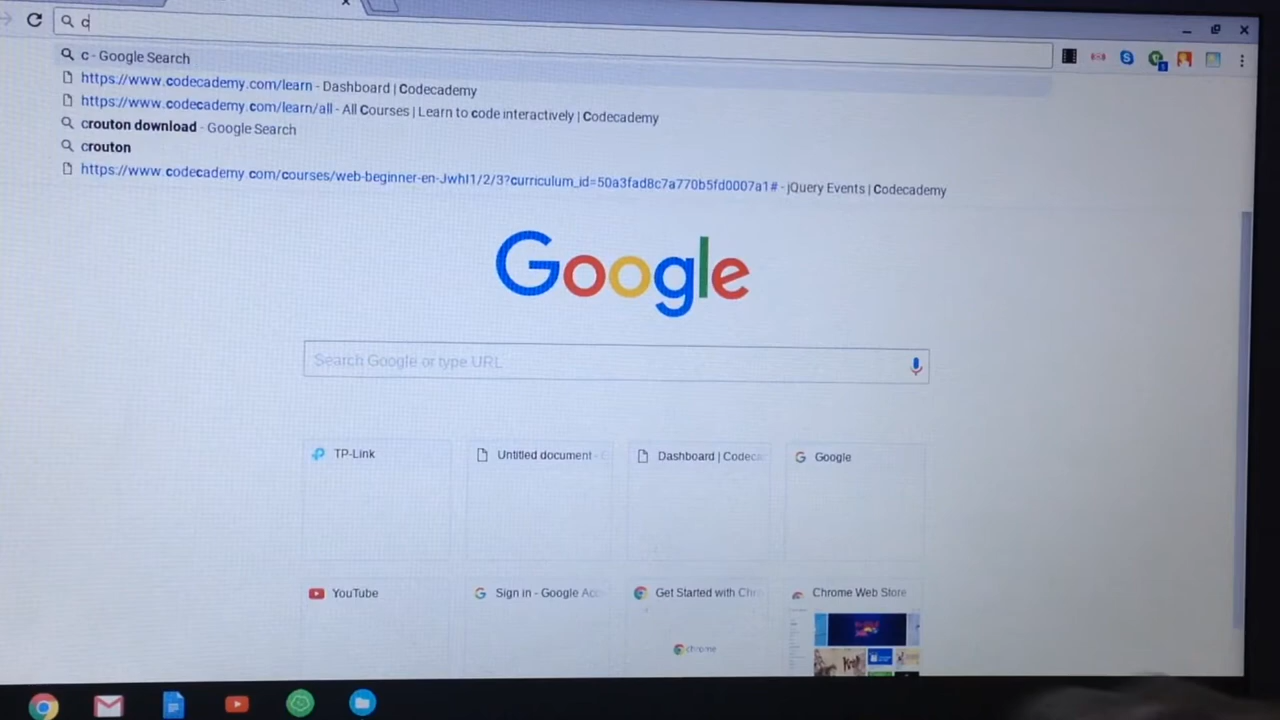 c
c - Google Search
https://www.codecademy.com/learn - Dashboard | Codecademy
https://www.codecademy.com/learn/all - All Courses | Learn to code interactively | Codecademy
crouton download - Google Search
crouton
https://www.codecademy.com/courses/web-beginner-en-JwhI1/2/3?curriculum_id=50a3fad8c7a770b5fd0007a1# - jQuery Events | Codecademy
Google
Search Google or type URL
TP-Link
Untitled document -
Dashboard | Codeca
Google
YouTube
Sign in - Google Acc
Get Started with Chr
Chrome Web Store
chrome